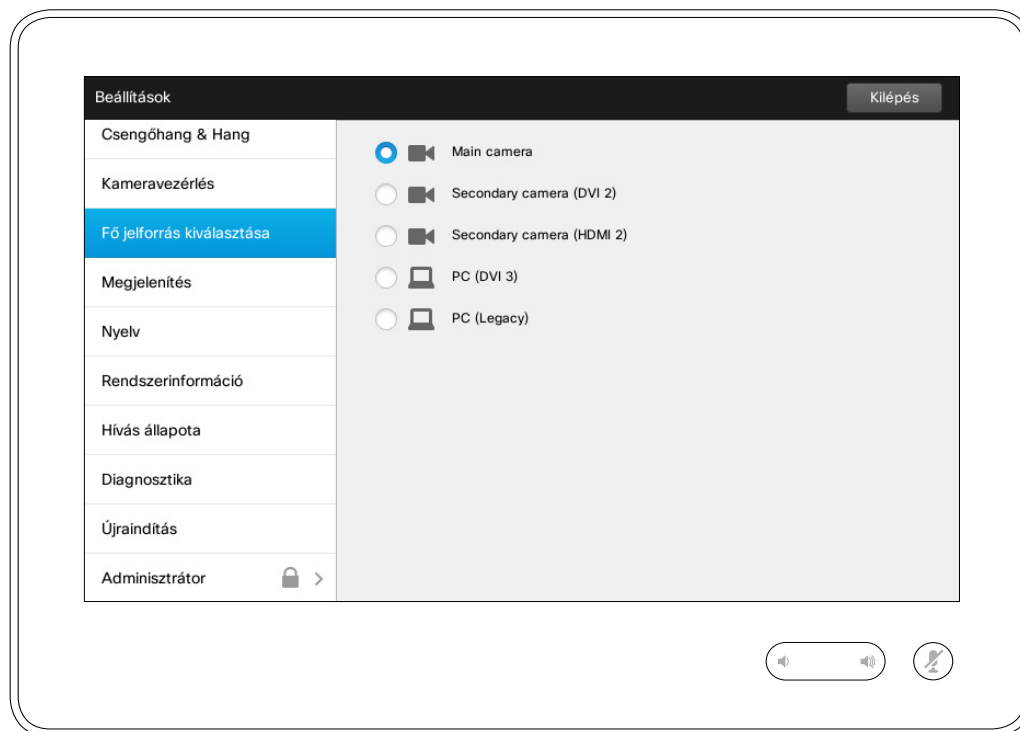 Beállítások
Kilépés
Csengőhang & Hang
Kameravezérlés
Fő jelforrás kiválasztása
Megjelenítés
Nyelv
Rendszerinformáció
Hívás állapota
Diagnosztika
Újraindítás
Adminisztrátor
Main camera
Secondary camera (DVI 2)
Secondary camera (HDMI 2)
PC (DVI 3)
PC (Legacy)